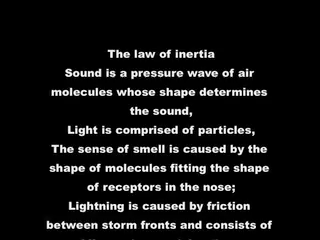 The law of inertia
Sound is a pressure wave of air
molecules whose shape determines
the sound,
Light is comprised of particles,
The sense of smell is caused by the
shape of molecules fitting the shape
of receptors in the nose;
Lightning is caused by friction
between storm fronts and consists of